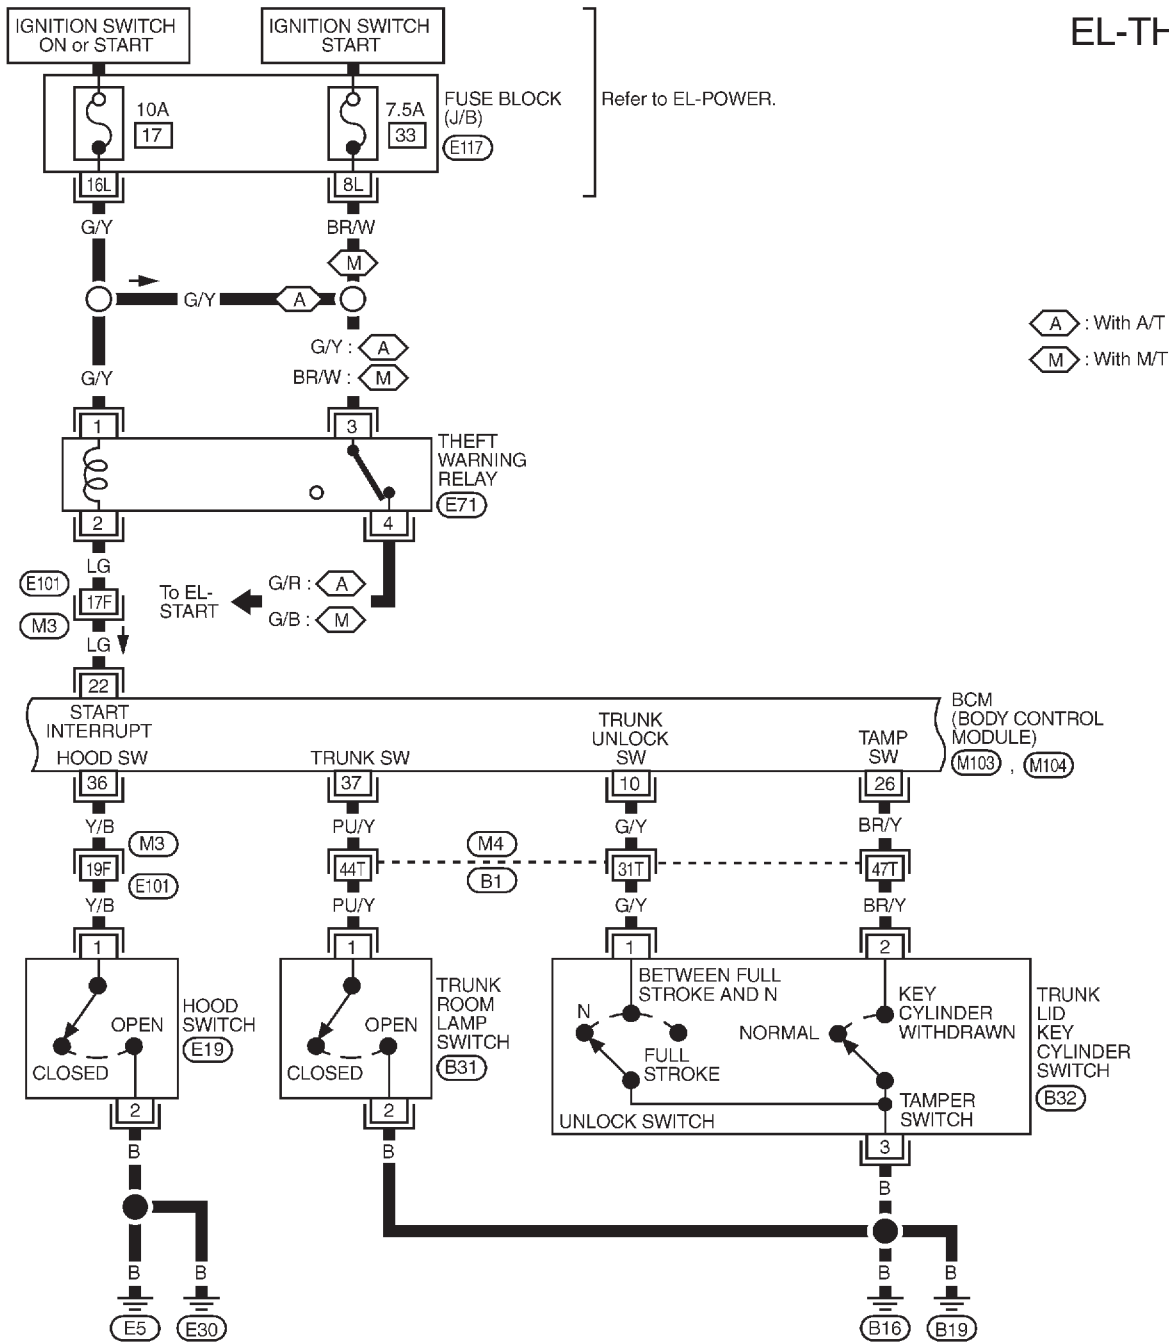 IGNITION SWITCH
ON or START
IGNITION SWITCH
START
EL-TH
10A
17
7.5A
33
FUSE BLOCK
(J/B)
E117
Refer to EL-POWER.
16L
8L
G/Y
BR/W
M
G/Y
A
G/Y : A
BR/W : M
A : With A/T
M : With M/T
G/Y
1
3
THEFT
WARNING
RELAY
E71
2
4
LG
E101
17F
M3
LG
To EL-
START
G/R : A
G/B : M
22
START
INTERRUPT
HOOD SW
TRUNK SW
TRUNK
UNLOCK
SW
TAMP
SW
BCM
(BODY CONTROL
MODULE)
M103 , M104
36
37
10
26
Y/B
PU/Y
G/Y
BR/Y
M3
M4
19F
44T
31T
47T
E101
B1
Y/B
PU/Y
G/Y
BR/Y
1
1
1
2
OPEN
CLOSED
HOOD
SWITCH
E19
OPEN
CLOSED
TRUNK
ROOM
LAMP
SWITCH
B31
BETWEEN FULL
STROKE AND N
N
FULL
STROKE
UNLOCK SWITCH
NORMAL
KEY
CYLINDER
WITHDRAWN
TAMPER
SWITCH
TRUNK
LID
KEY
CYLINDER
SWITCH
B32
2
2
3
B
B
B
B
B
B
B
E5
E30
B16
B19